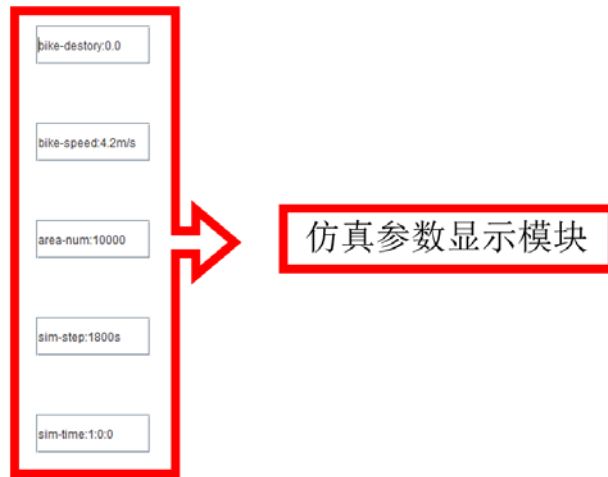 bike-destory:0.0
bike-speed:4.2m/s
area-num:10000
仿真参数显示模块
sim-step:1800s
sim-time:1:0:0